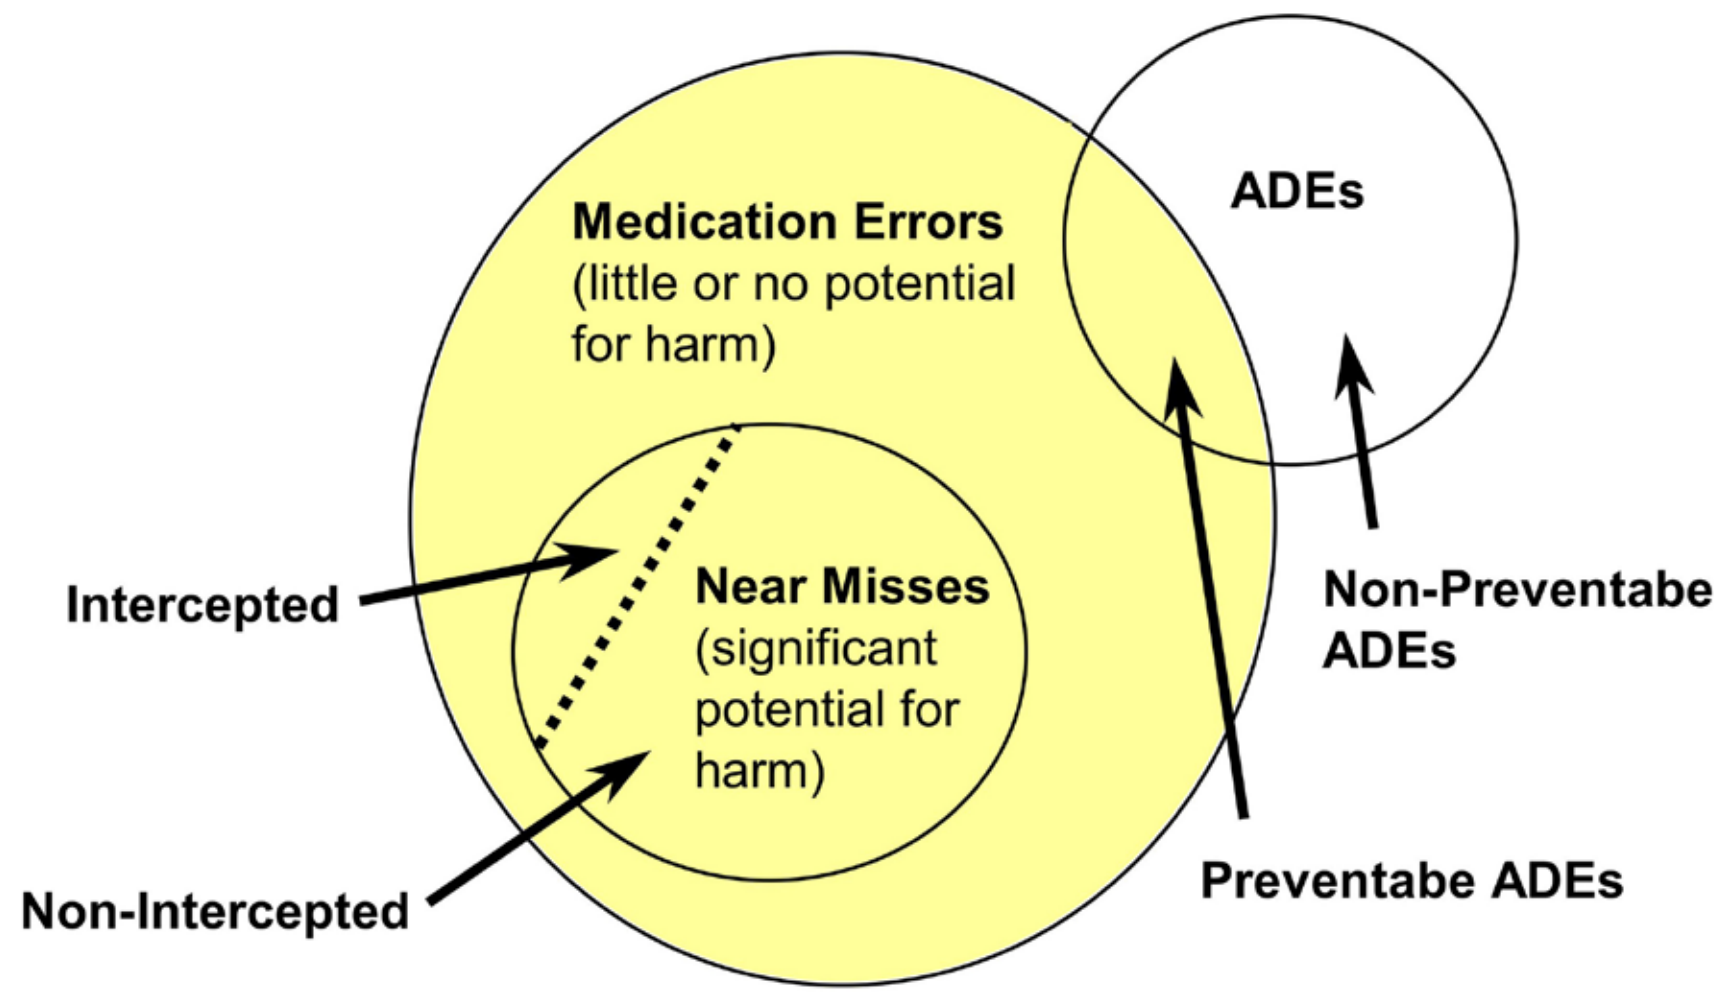 ADEs
Medication Errors
(little or no potential
for harm)
Intercepted
Near Misses
(significant
potential for
harm)
Non-Preventabe
ADEs
Non-Intercepted
Preventabe ADEs